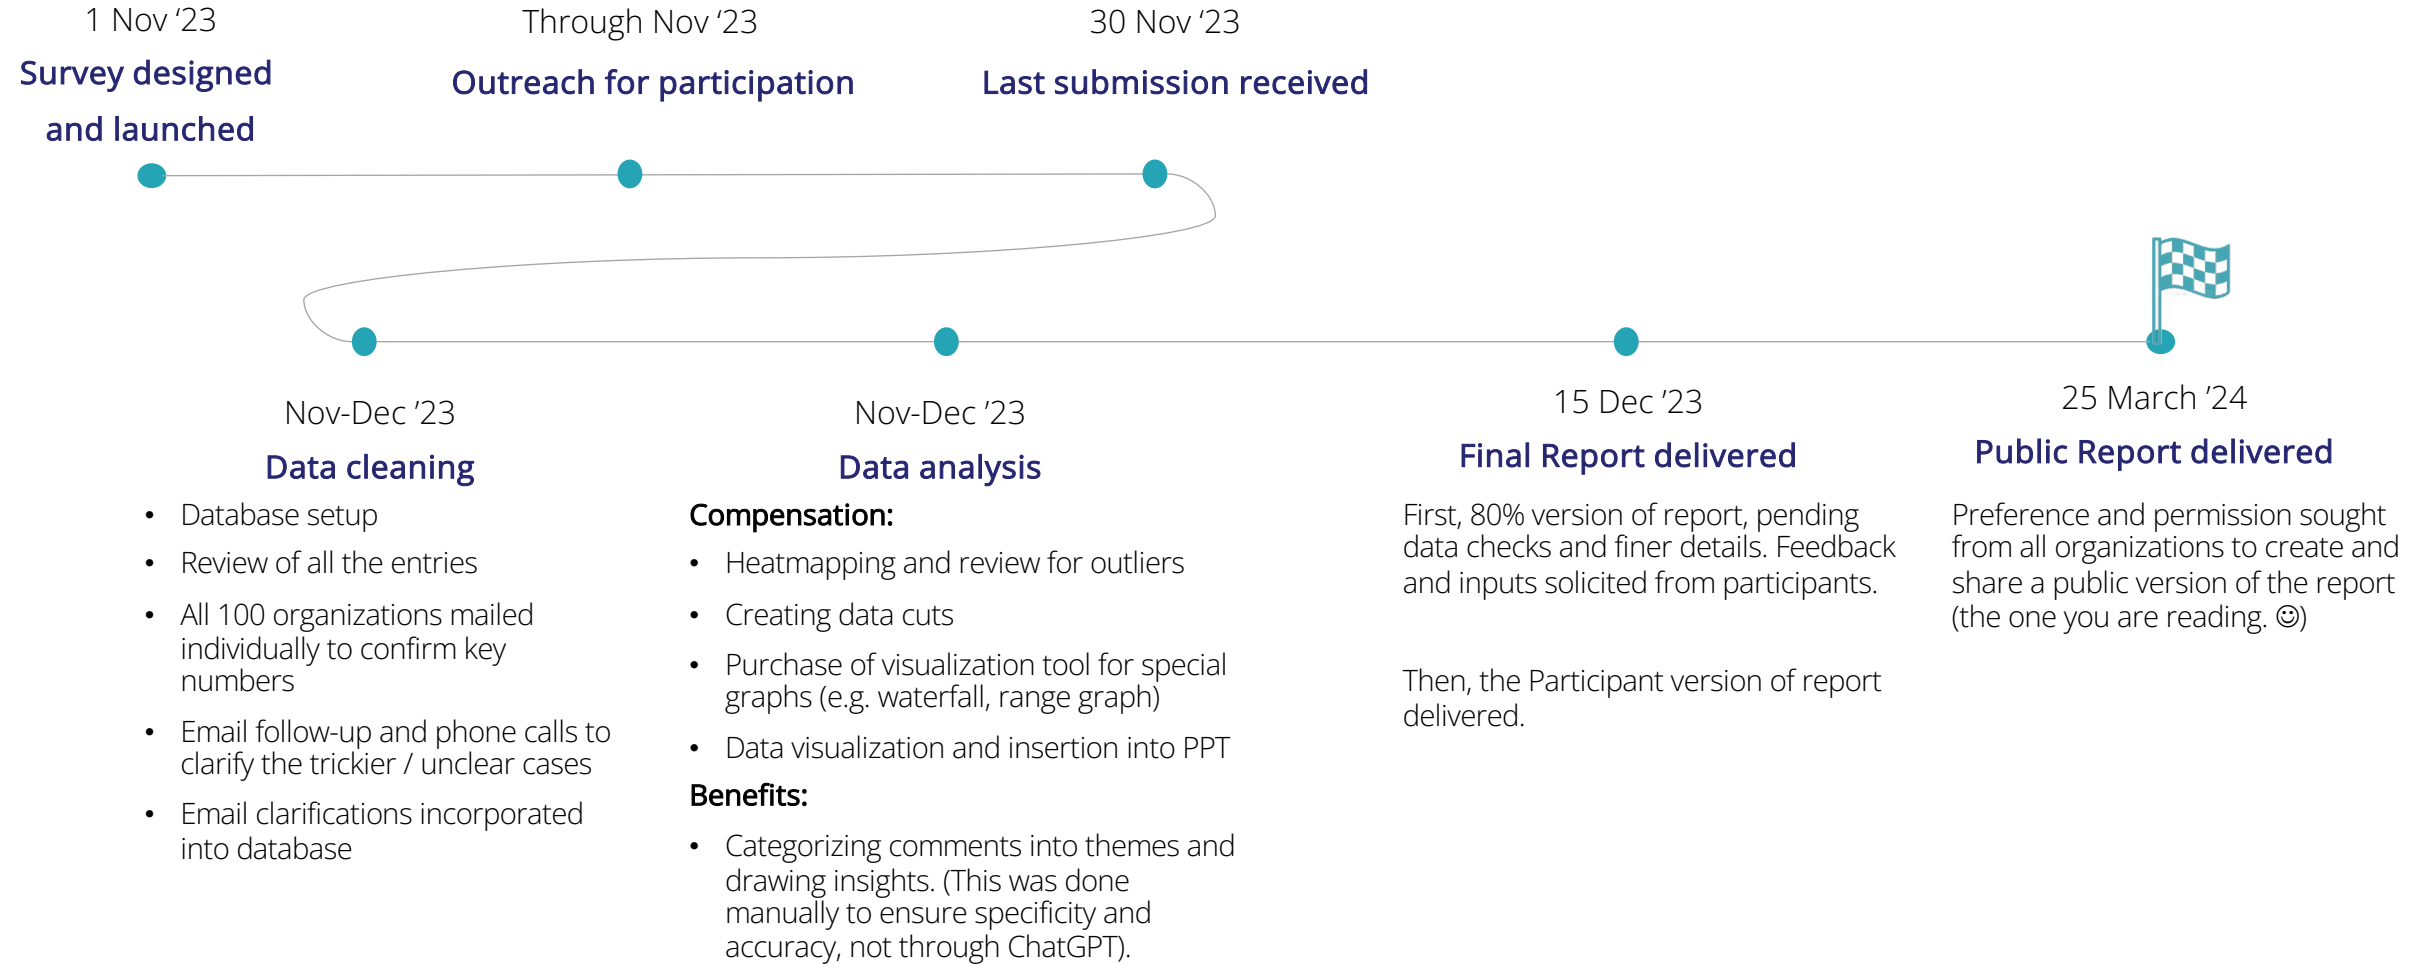 1 Nov ‘23
Survey designed
and launched
Through Nov ‘23
Outreach for participation
30 Nov ‘23
Last submission received
Nov-Dec ’23
Data cleaning
• Database setup
• Review of all the entries
• All 100 organizations mailed
individually to confirm key
numbers
• Email follow-up and phone calls to
clarify the trickier / unclear cases
• Email clarifications incorporated
into database
Nov-Dec ’23
Data analysis
Compensation:
• Heatmapping and review for outliers
• Creating data cuts
• Purchase of visualization tool for special
graphs (e.g. waterfall, range graph)
• Data visualization and insertion into PPT
Benefits:
• Categorizing comments into themes and
drawing insights. (This was done
manually to ensure specificity and
accuracy, not through ChatGPT).
15 Dec ’23
Final Report delivered
First, 80% version of report, pending
data checks and finer details. Feedback
and inputs solicited from participants.
Then, the Participant version of report
delivered.
25 March ’24
Public Report delivered
Preference and permission sought
from all organizations to create and
share a public version of the report
(the one you are reading. ☺)